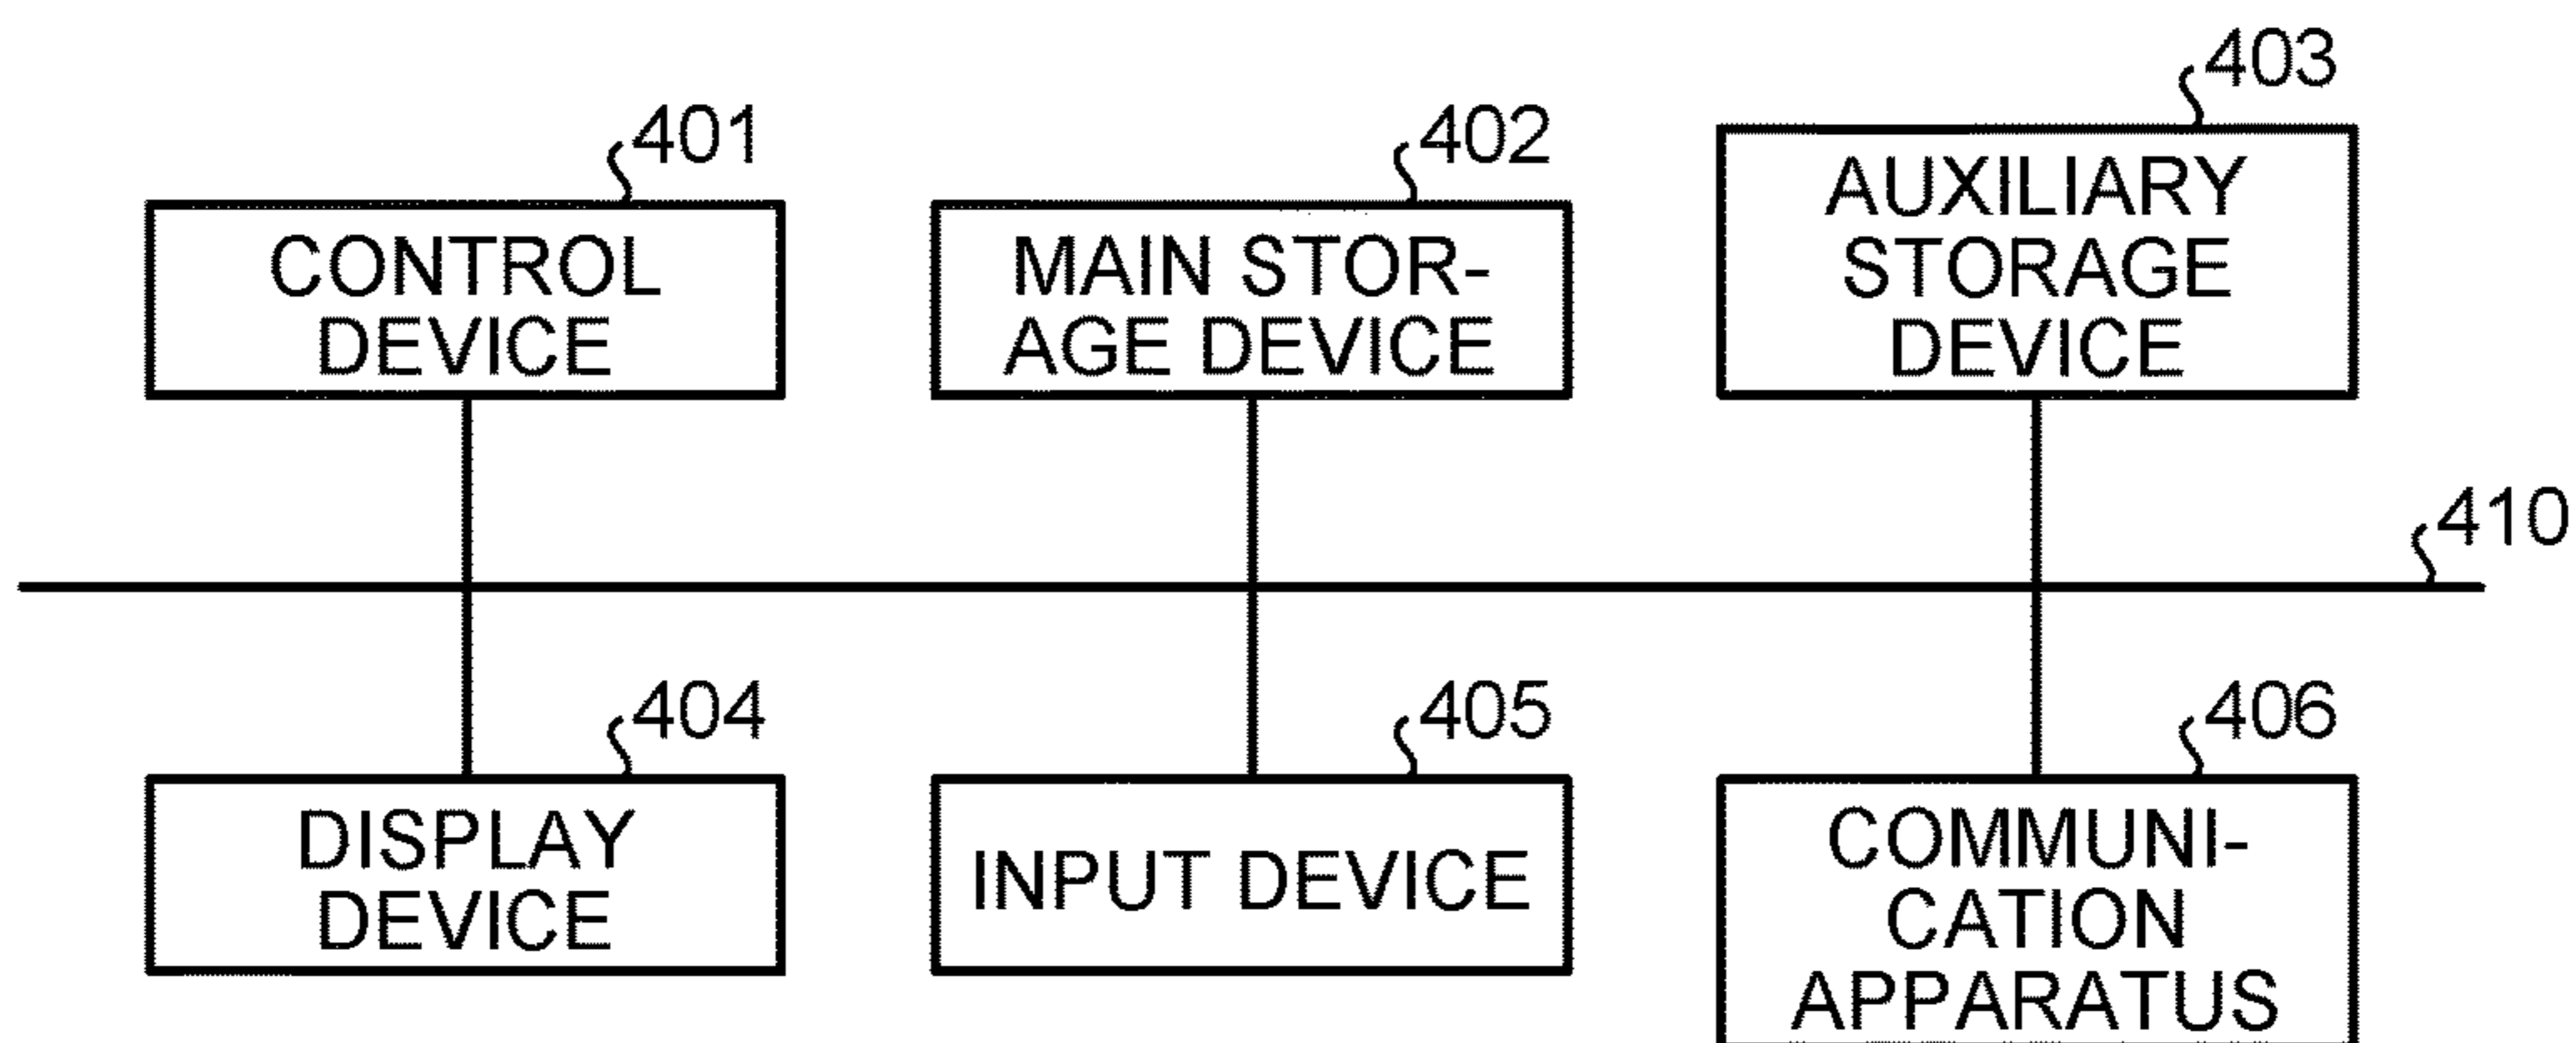 401
CONTROL
DEVICE
402
MAIN STOR-
AGE DEVICE
403
AUXILIARY
STORAGE
DEVICE
410
404
DISPLAY
DEVICE
405
INPUT DEVICE
406
COMMUNI-
CATION
APPARATUS